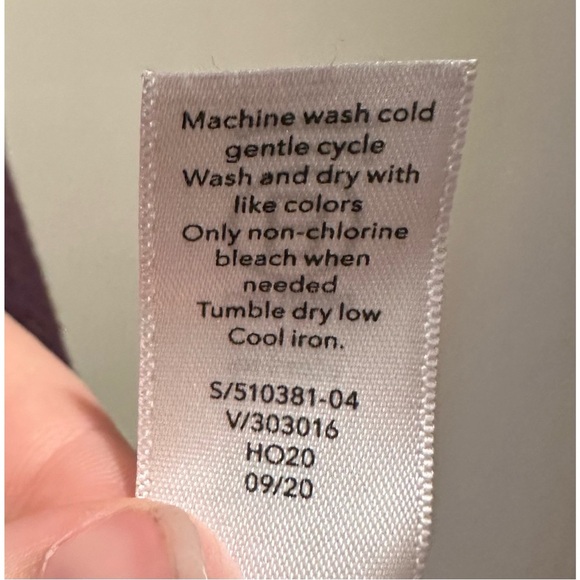 Machine wash cold
gentle cycle
Wash and dry with
like colors
Only non-chlorine
bleach when
needed
Tumble dry low
Cool iron.
S/510381-04
V/303016
HO20
09/20